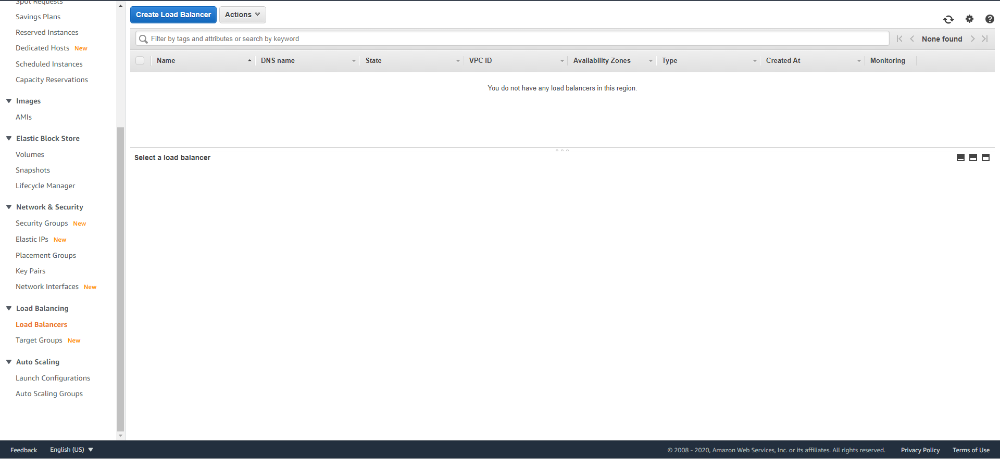 Spot Requests
Savings Plans
Reserved Instances
Dedicated Hosts New
Scheduled Instances
Capacity Reservations
Images
AMIs
Elastic Block Store
Volumes
Snapshots
Lifecycle Manager
Network & Security
Security Groups New
Elastic IPs New
Placement Groups
Key Pairs
Network Interfaces New
Load Balancing
Load Balancers
Target Groups New
Auto Scaling
Launch Configurations
Auto Scaling Groups
Create Load Balancer Actions
Filter by tags and attributes or search by keyword None found
Name DNS name State VPC ID Availability Zones Type Created At Monitoring
You do not have any load balancers in this region.
Select a load balancer
Feedback English (US) © 2008 - 2020, Amazon Web Services, Inc. or its affiliates. All rights reserved. Privacy Policy Terms of Use